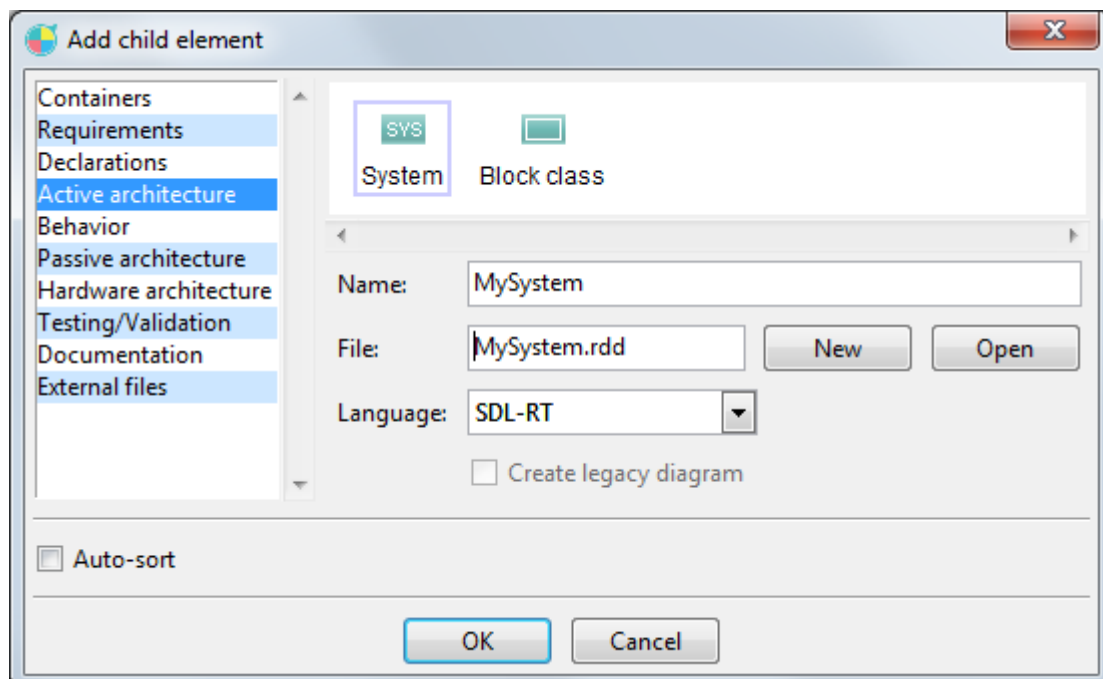 Add child element
Containers
Requirements
Declarations
Active architecture
Behavior
Passive architecture
Hardware architecture
Testing/Validation
Documentation
External files
SYS
System
Block class
Name:
MySystem
File:
MySystem.rdd
New
Open
Language:
SDL-RT
Create legacy diagram
Auto-sort
OK
Cancel